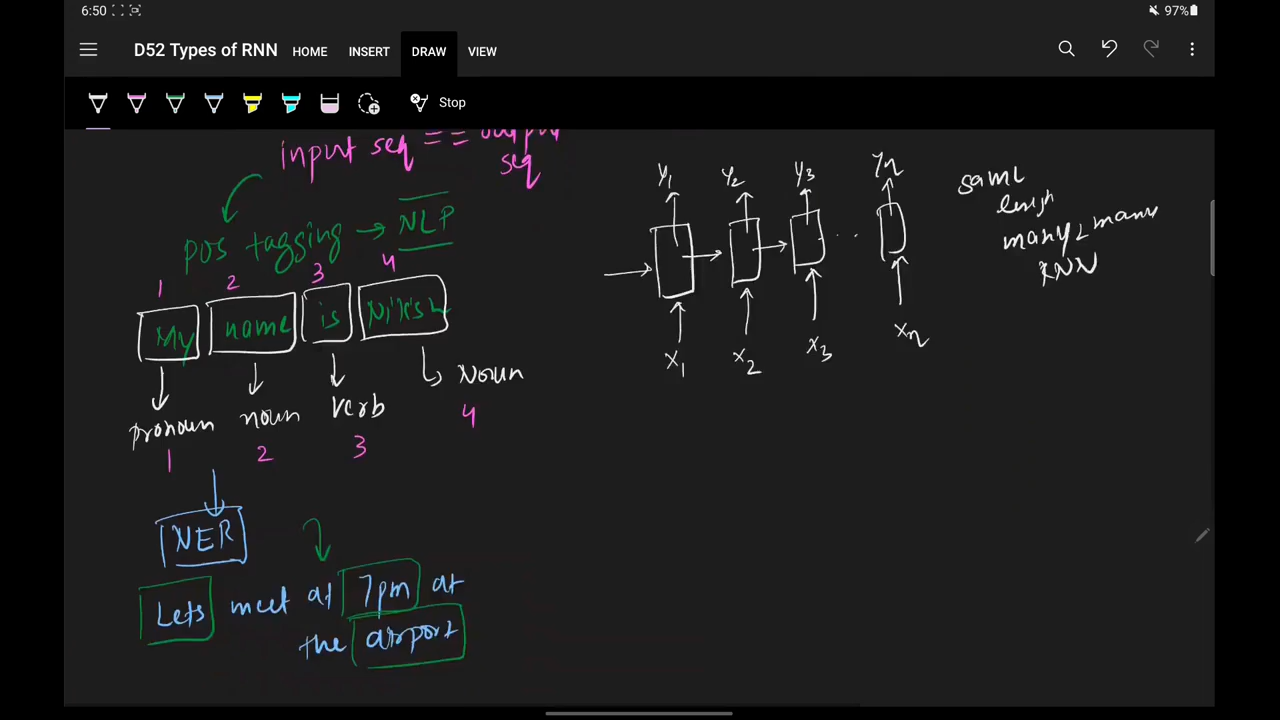 6:50 97%
D52 Types of RNN HOME INSERT DRAW VIEW
Stop
input seq == output
seq
pos tagging → NLP
1 2 3 4
My name is Nitish
pronoun noun verb Noun
1 2 3 4
NER
Lets meet at 7pm at
the airport
y1 y2 y3 yn
x1 x2 x3 xn
same
length
many2many
RNN